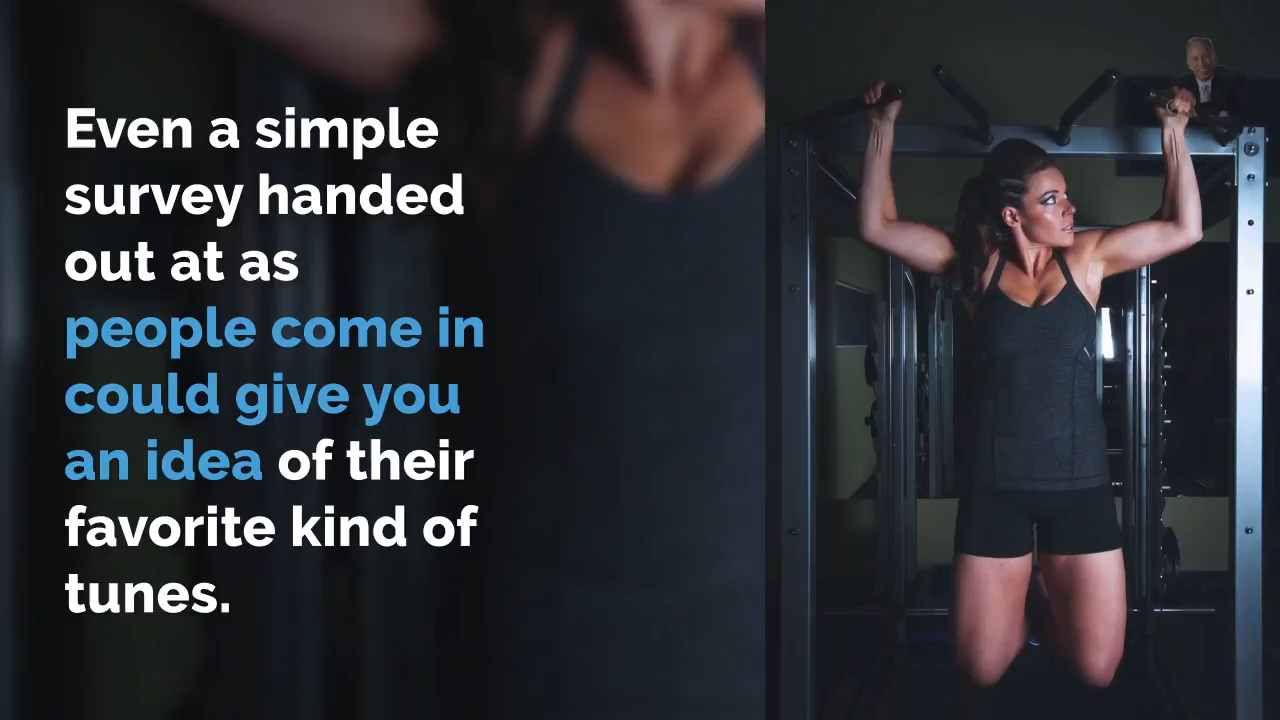 Even a simple
survey handed
out at as
people come in
could give you
an idea of their
favorite kind of
tunes.